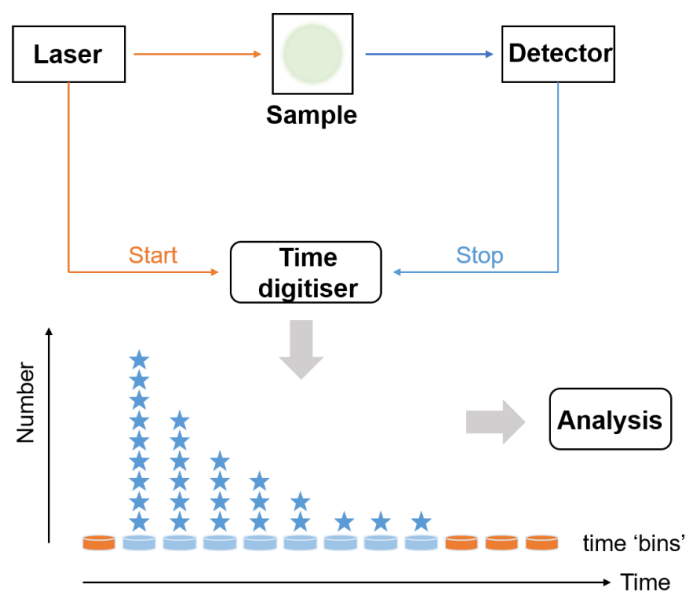 Laser
Detector
Sample
Start
Time
digitiser
Stop
Number
Analysis
time ‘bins’
Time